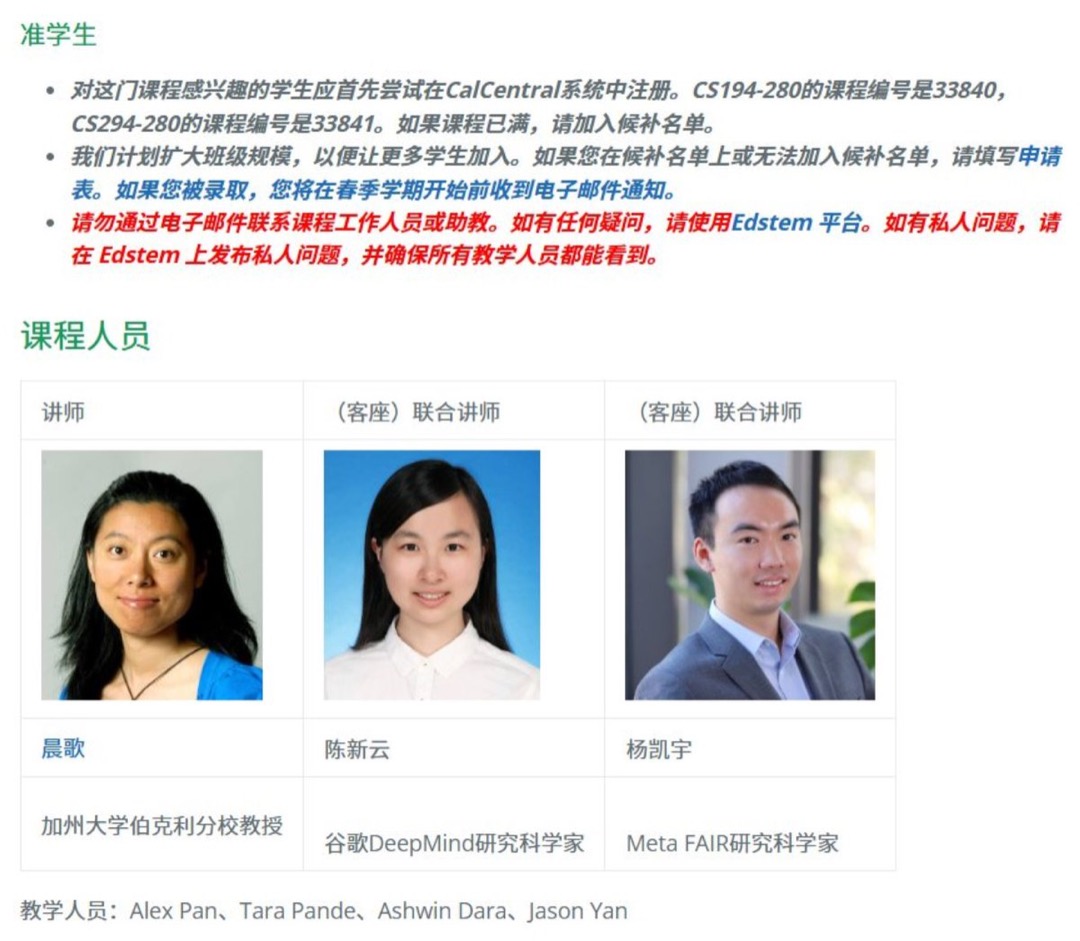 准学生
对这门课程感兴趣的学生应首先尝试在CalCentral系统中注册。CS194-280的课程编号是33840，
CS294-280的课程编号是33841。如果课程已满，请加入候补名单。
我们计划扩大班级规模，以便让更多学生加入。如果您在候补名单上或无法加入候补名单，请填写申请
表。如果您被录取，您将在春季学期开始前收到电子邮件通知。
请勿通过电子邮件联系课程工作人员或助教。如有任何疑问，请使用Edstem 平台。如有私人问题，请
在 Edstem 上发布私人问题，并确保所有教学人员都能看到。
课程人员
讲师
（客座）联合讲师
（客座）联合讲师
晨歌
陈新云
杨凯宇
加州大学伯克利分校教授
谷歌DeepMind研究科学家
Meta FAIR研究科学家
教学人员：Alex Pan、Tara Pande、Ashwin Dara、Jason Yan